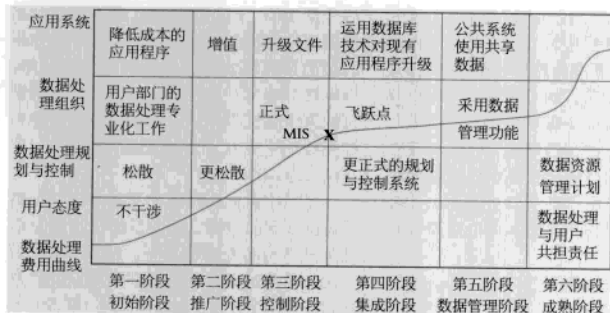 应用系统
降低成本的
应用程序
增值
升级文件
运用数据库
技术对现有
应用程序升级
公共系统
使用共享
数据
数据处
理组织
用户部门的
数据处理专
业化工作
正式
MIS
X
飞跃点
采用数据
管理功能
数据处理规
划与控制
松散
更松散
更正式的规划
与控制系统
数据资源
管理计划
用户态度
不干涉
数据处理
与用户
共担责任
数据处理
费用曲线
第一阶段
初始阶段
第二阶段
推广阶段
第三阶段
控制阶段
第四阶段
集成阶段
第五阶段
数据管理阶段
第六阶段
成熟阶段